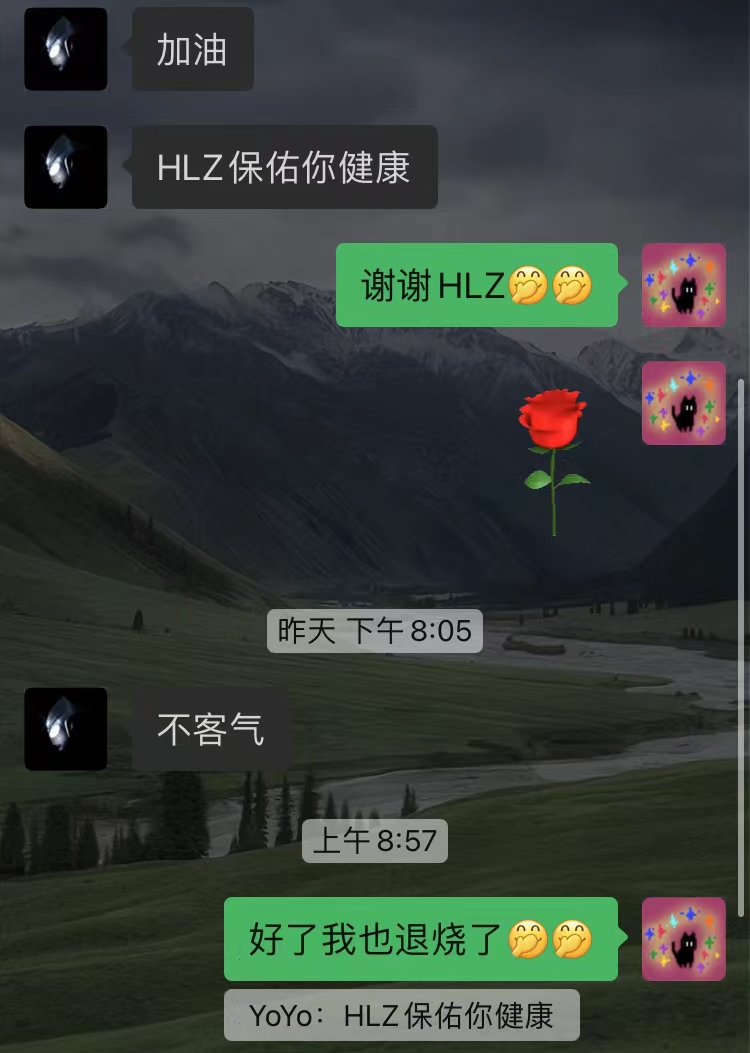 加油
HLZ保佑你健康
谢谢HLZ🤭🤭
昨天 下午8:05
不客气
上午8:57
好了我也退烧了🤭🤭
YoYo：HLZ保佑你健康